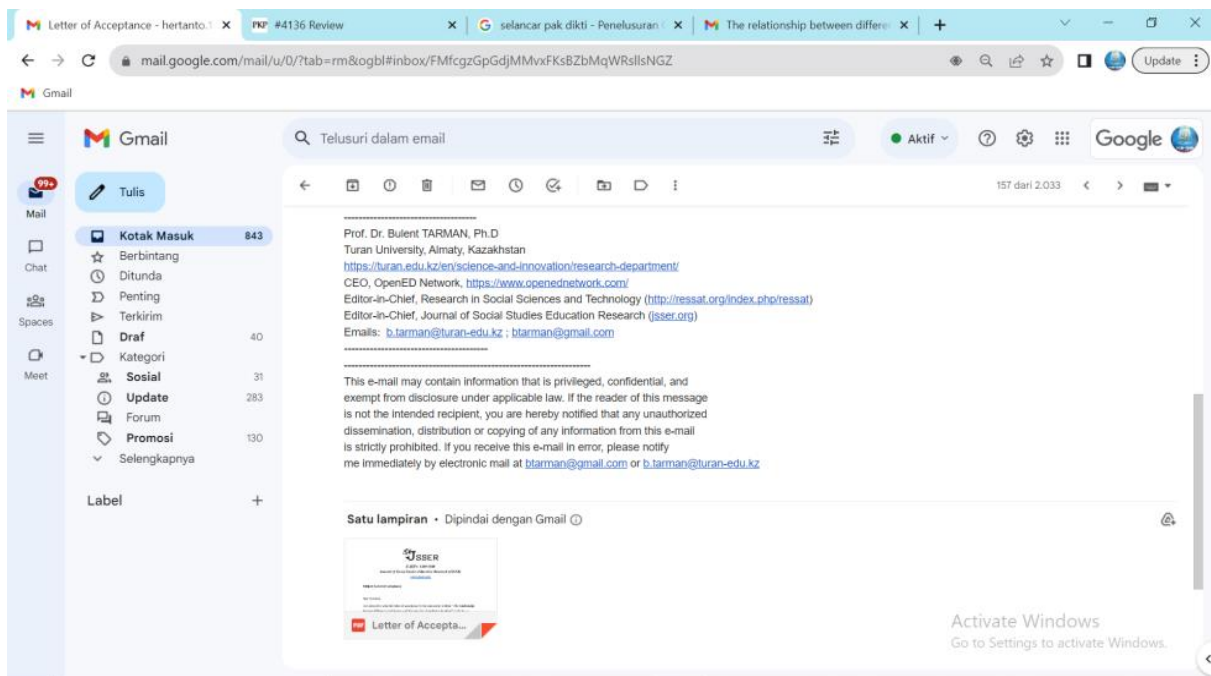 Letter of Acceptance - hertanto.1
#4136 Review
selancar pak dikti - Penelusuran
The relationship between differe
mail.google.com/mail/u/0/?tab=rm&ogbl#inbox/FMfcgzGpGdjMMvxFKsBZbMqWRsllsNGZ
Update
Gmail
Gmail
Telusuri dalam email
Aktif
Google
99+
Mail
Chat
Spaces
Meet
Tulis
157 dari 2.033
Kotak Masuk 843
Berbintang
Ditunda
Penting
Terkirim
Draf 40
Kategori
Sosial 31
Update 283
Forum
Promosi 130
Selengkapnya
Label
Prof. Dr. Bulent TARMAN, Ph.D
Turan University, Almaty, Kazakhstan
https://turan.edu.kz/en/science-and-innovation/research-department/
CEO, OpenED Network, https://www.openednetwork.com/
Editor-in-Chief, Research in Social Sciences and Technology (http://ressat.org/index.php/ressat)
Editor-in-Chief, Journal of Social Studies Education Research (jsser.org)
Emails: b.tarman@turan-edu.kz ; btarman@gmail.com
This e-mail may contain information that is privileged, confidential, and
exempt from disclosure under applicable law. If the reader of this message
is not the intended recipient, you are hereby notified that any unauthorized
dissemination, distribution or copying of any information from this e-mail
is strictly prohibited. If you receive this e-mail in error, please notify
me immediately by electronic mail at btarman@gmail.com or b.tarman@turan-edu.kz
Satu lampiran • Dipindai dengan Gmail
JSSER
PDF Letter of Accepta...
Activate Windows
Go to Settings to activate Windows.